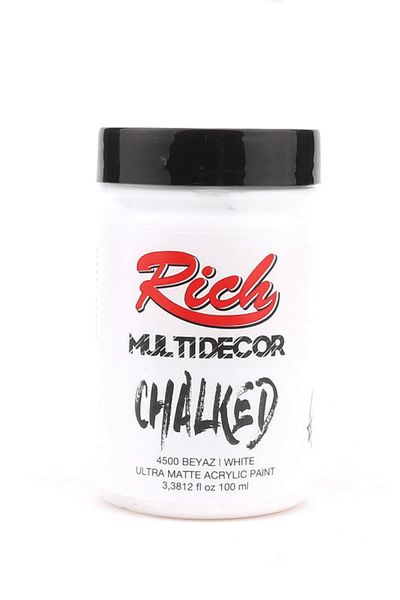 Rich
MULTIDECOR
CHALKED
4500 BEYAZ | WHITE
ULTRA MATTE ACRYLIC PAINT
3,3812 fl oz 100 ml